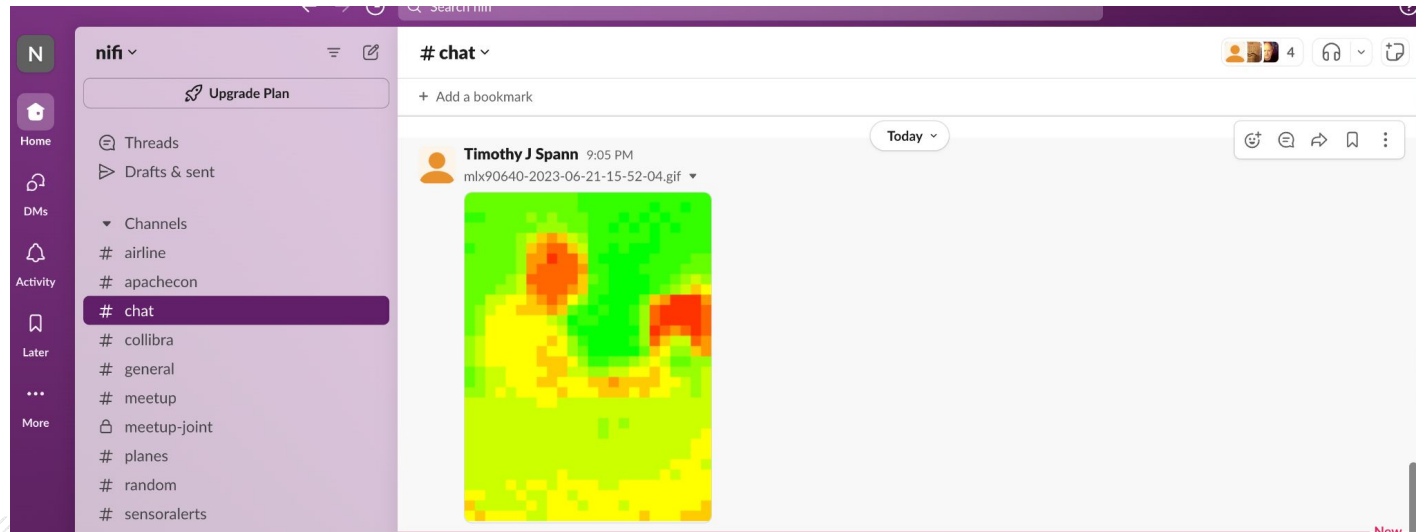 Search nifi
N
nifi
Upgrade Plan
Home
Threads
Drafts & sent
DMs
Channels
# airline
Activity
# apachecon
# chat
Later
# collibra
# general
# meetup
More
meetup-joint
# planes
# random
# sensoralerts
# chat
4
+ Add a bookmark
Today
Timothy J Spann 9:05 PM
mlx90640-2023-06-21-15-52-04.gif
New